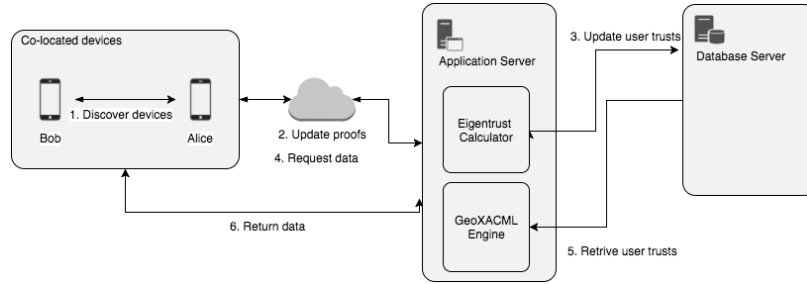 Co-located devices
1. Discover devices
Bob
Alice
2. Update proofs
4. Request data
6. Return data
Application Server
Eigentrust
Calculator
GeoXACML
Engine
3. Update user trusts
Database Server
5. Retrive user trusts